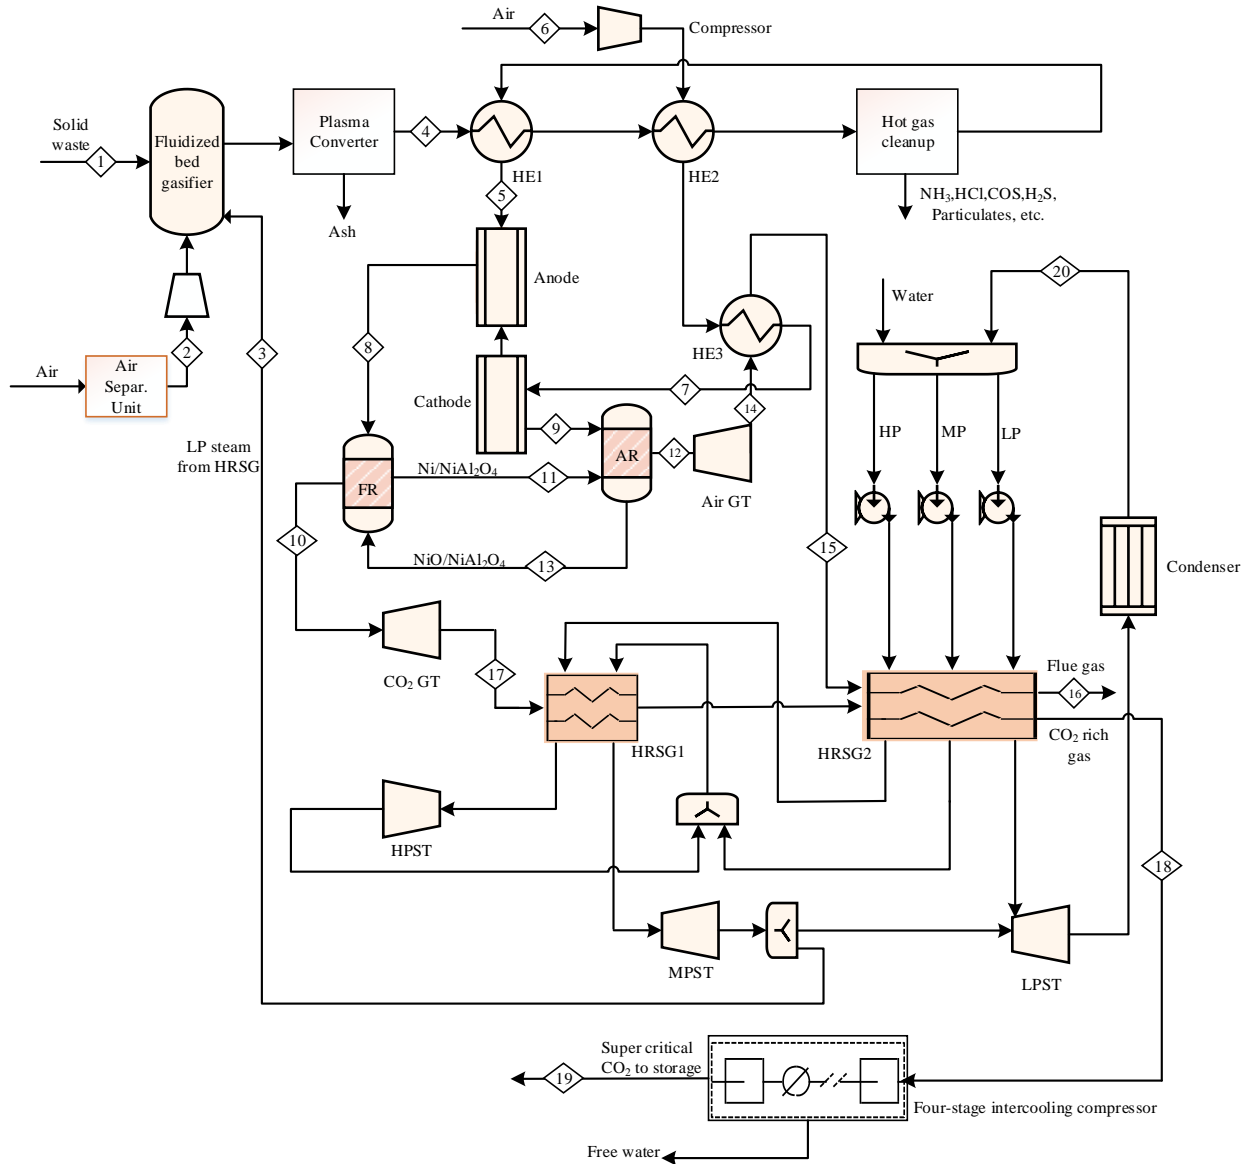 Air
6
Compressor
Solid
waste
1
Fluidized
bed
gasifier
Plasma
Converter
4
Hot gas
cleanup
HE1
HE2
5
Ash
NH₃,HCl,COS,H₂S,
Particulates, etc.
Anode
Water
20
2
3
8
HE3
7
Air
Air
Separ.
Unit
Cathode
14
9
12
HP
MP
LP
LP steam
from HRSG
AR
Air GT
FR
Ni/NiAl₂O₄
11
10
15
NiO/NiAl₂O₄
13
Condenser
CO₂ GT
17
Flue gas
16
CO₂ rich
gas
HRSG1
HRSG2
HPST
18
MPST
LPST
Super critical
CO₂ to storage
19
Four-stage intercooling compressor
Free water